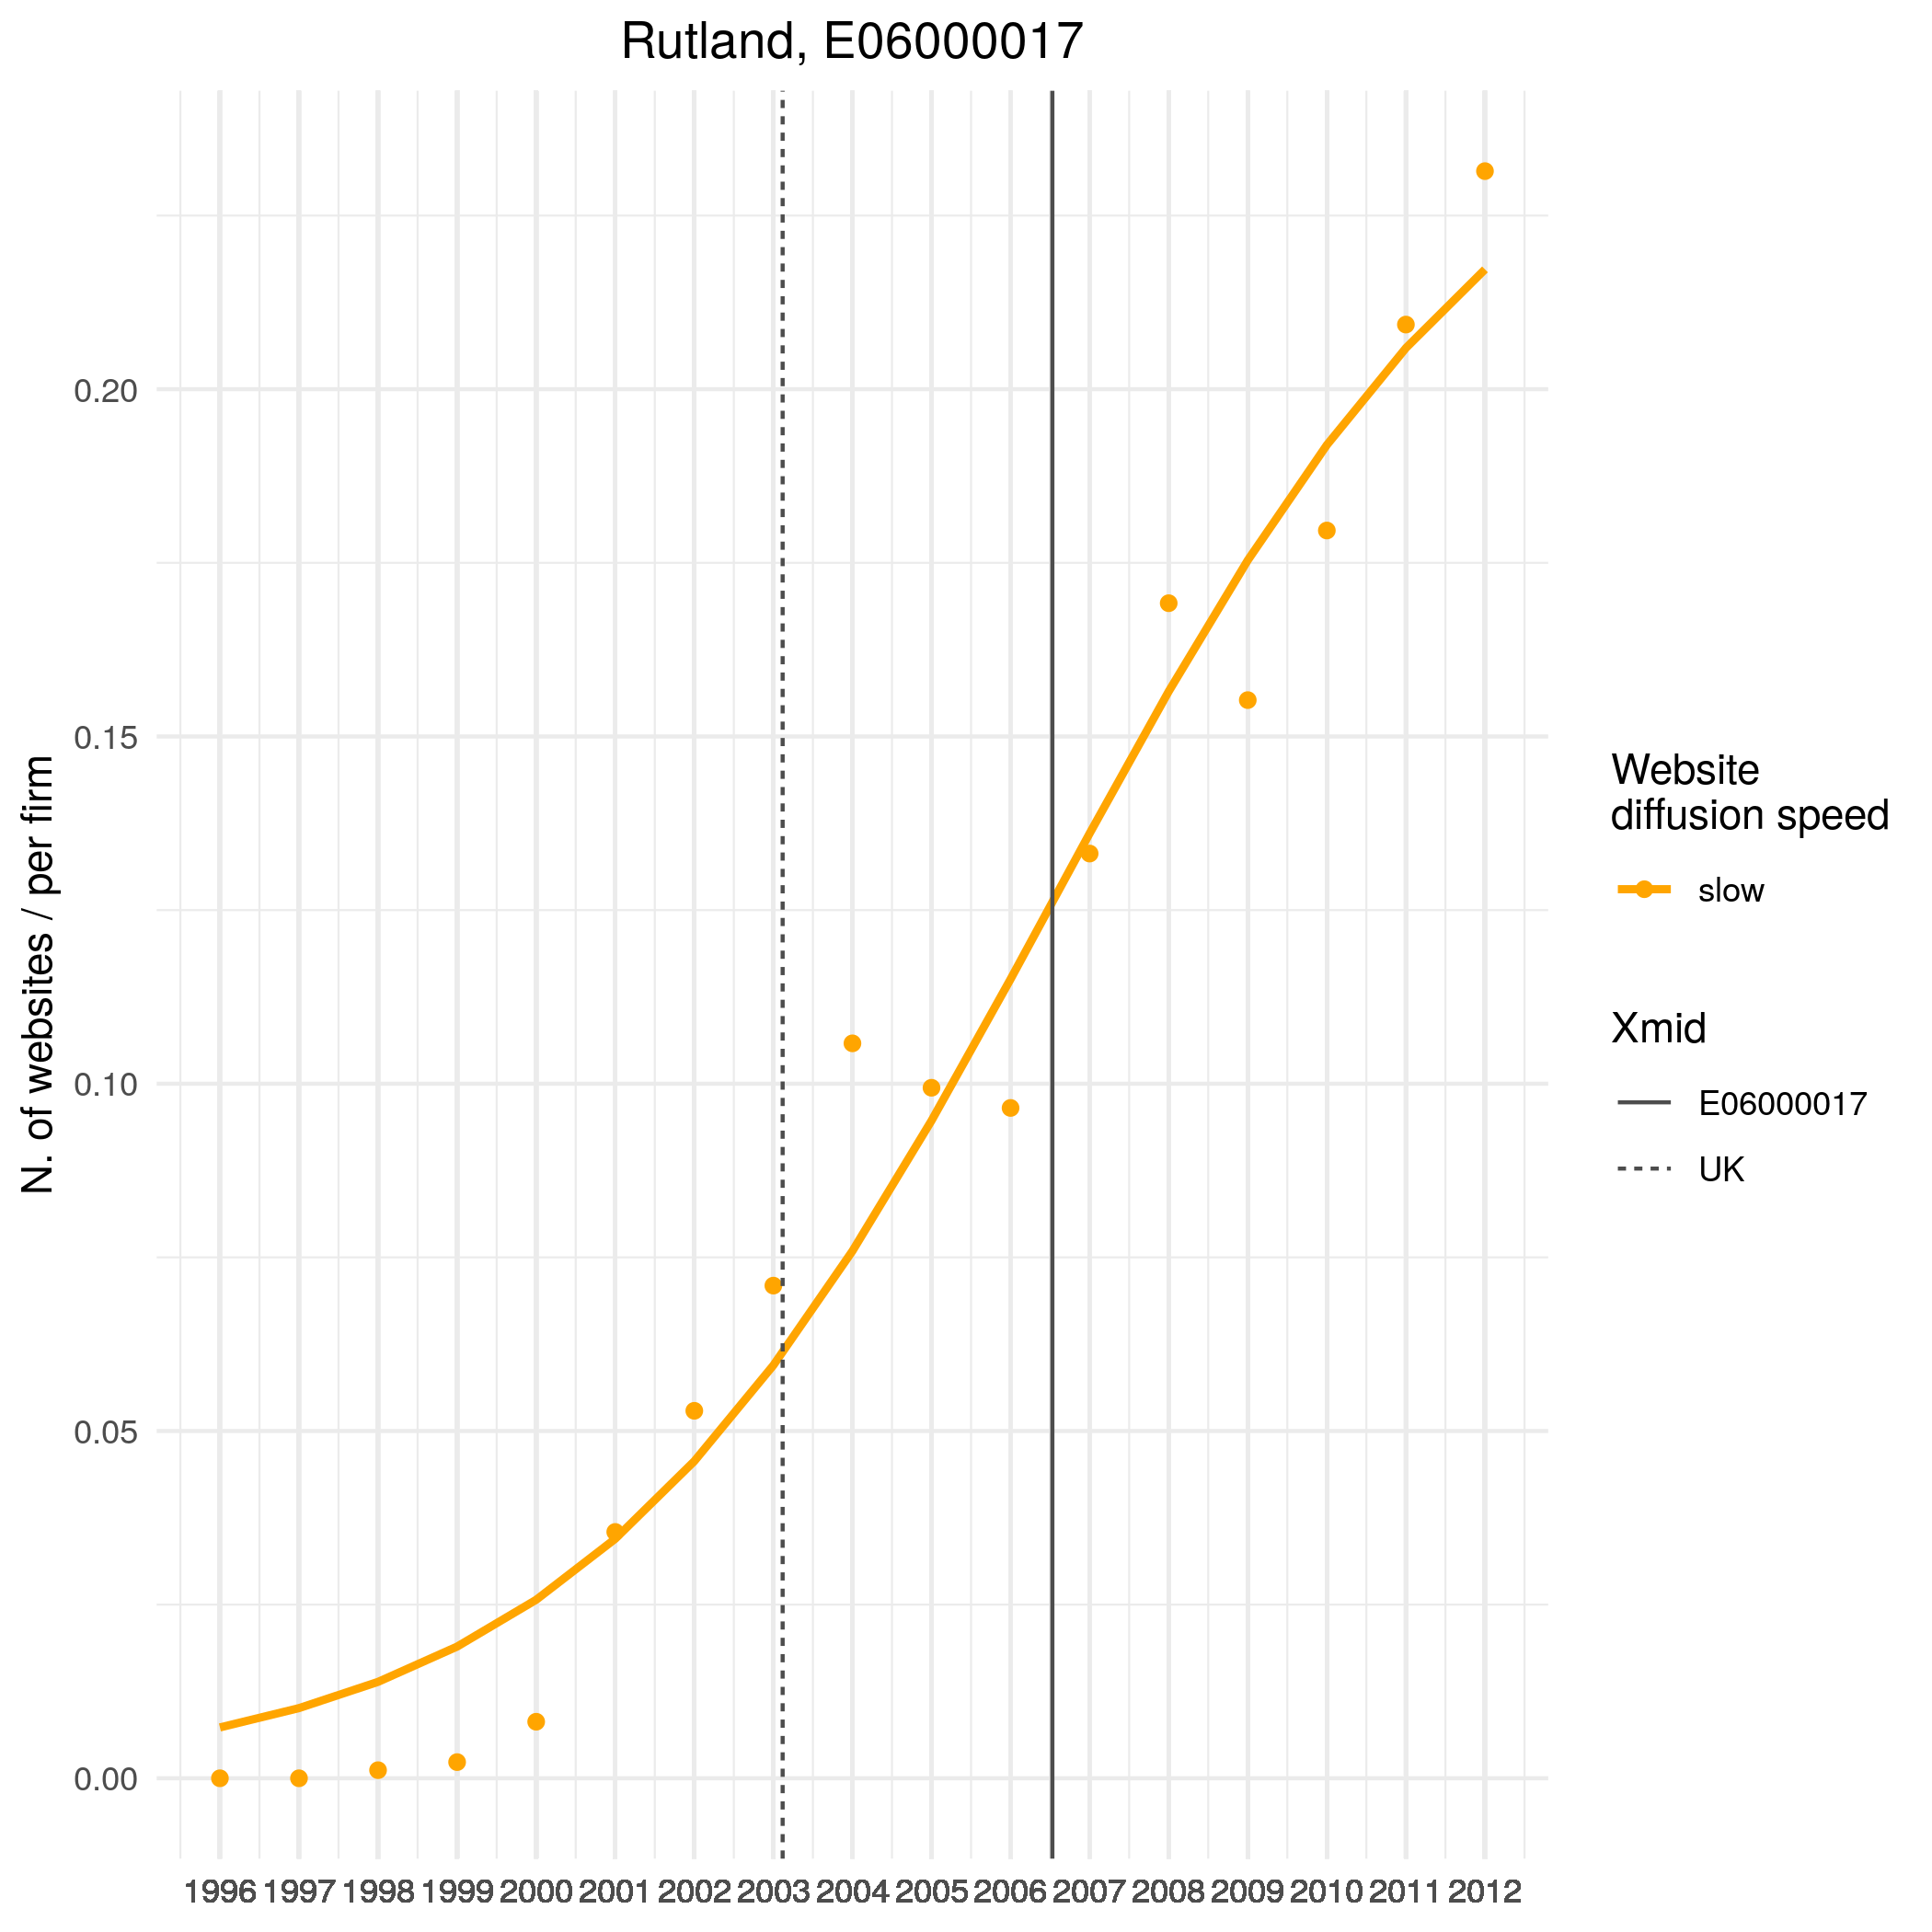 Rutland, E06000017
N. of websites / per firm
0.20
0.15
0.10
0.05
0.00
1996 1997 1998 1999 2000 2001 2002 2003 2004 2005 2006 2007 2008 2009 2010 2011 2012
Website
diffusion speed
slow
Xmid
E06000017
UK